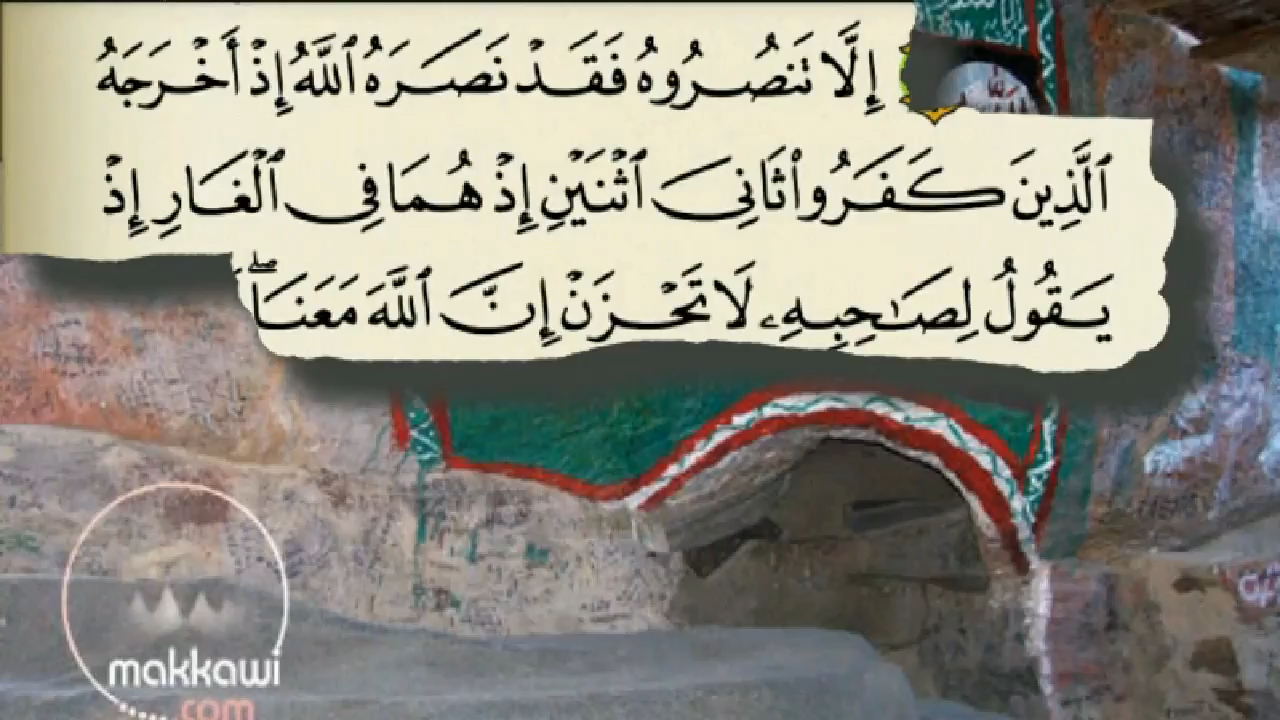 إِلَّا تَنصُرُوهُ فَقَدْ نَصَرَهُ ٱللَّهُ إِذْ أَخْرَجَهُ
ٱلَّذِينَ كَفَرُوا۟ ثَانِىَ ٱثْنَيْنِ إِذْ هُمَا فِى ٱلْغَارِ إِذْ
يَقُولُ لِصَـٰحِبِهِۦ لَا تَحْزَنْ إِنَّ ٱللَّهَ مَعَنَاۖ
makkawi
.com